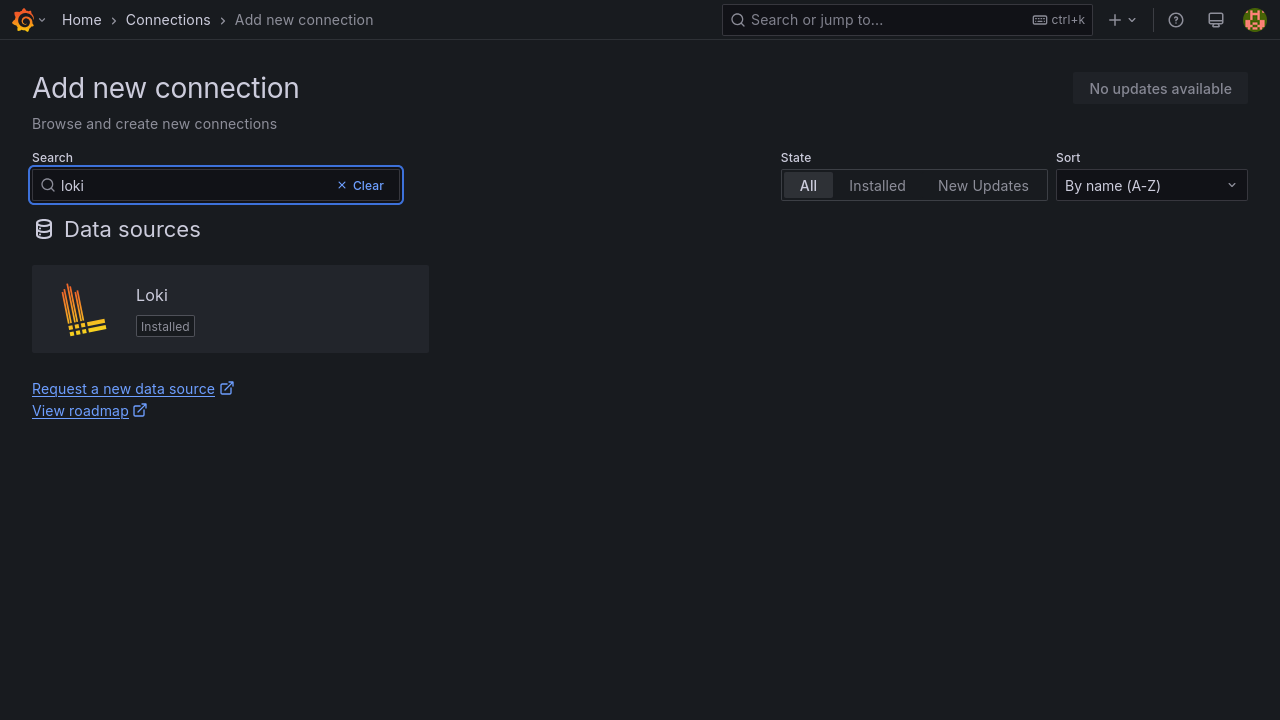 Home > Connections > Add new connection
Search or jump to...
ctrl+k
Add new connection
No updates available
Browse and create new connections
Search
State
Sort
loki
Clear
All
Installed
New Updates
By name (A-Z)
Data sources
Loki
Installed
Request a new data source
View roadmap